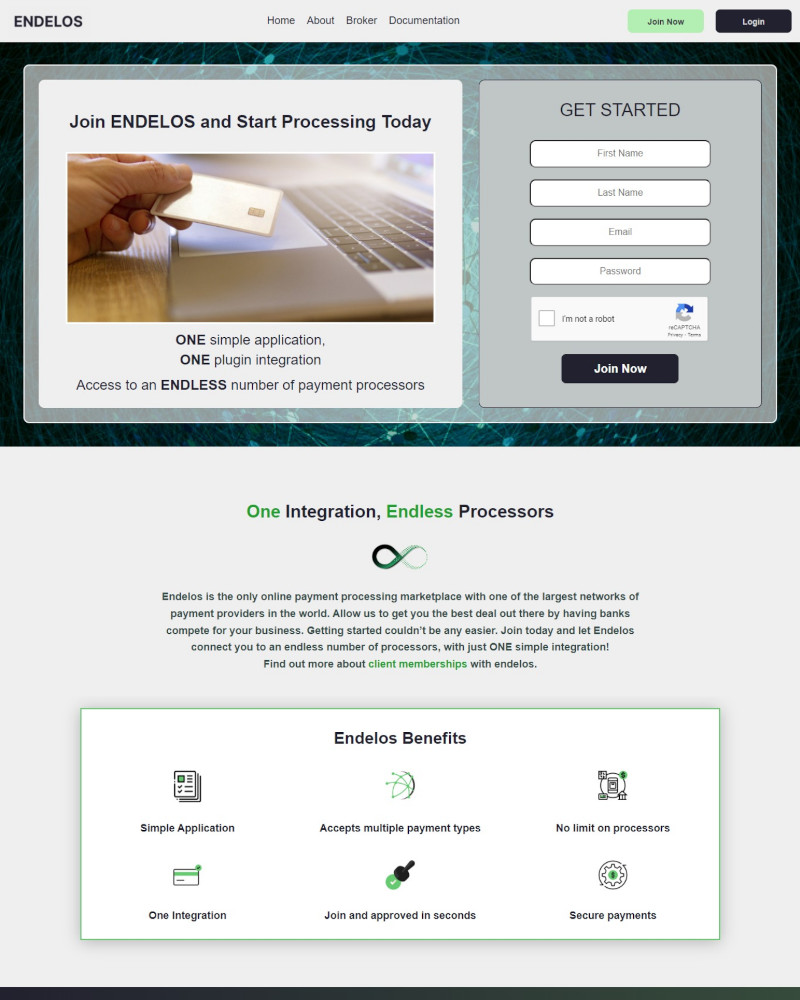 ENDELOS
Home About Broker Documentation
Join Now
Login
Join ENDELOS and Start Processing Today
ONE simple application,
ONE plugin integration
Access to an ENDLESS number of payment processors
GET STARTED
First Name
Last Name
Email
Password
I'm not a robot
reCAPTCHA
Privacy - Terms
Join Now
One Integration, Endless Processors
Endelos is the only online payment processing marketplace with one of the largest networks of
payment providers in the world. Allow us to get you the best deal out there by having banks
compete for your business. Getting started couldn't be any easier. Join today and let Endelos
connect you to an endless number of processors, with just ONE simple integration!
Find out more about client memberships with endelos.
Endelos Benefits
Simple Application
Accepts multiple payment types
No limit on processors
One Integration
Join and approved in seconds
Secure payments